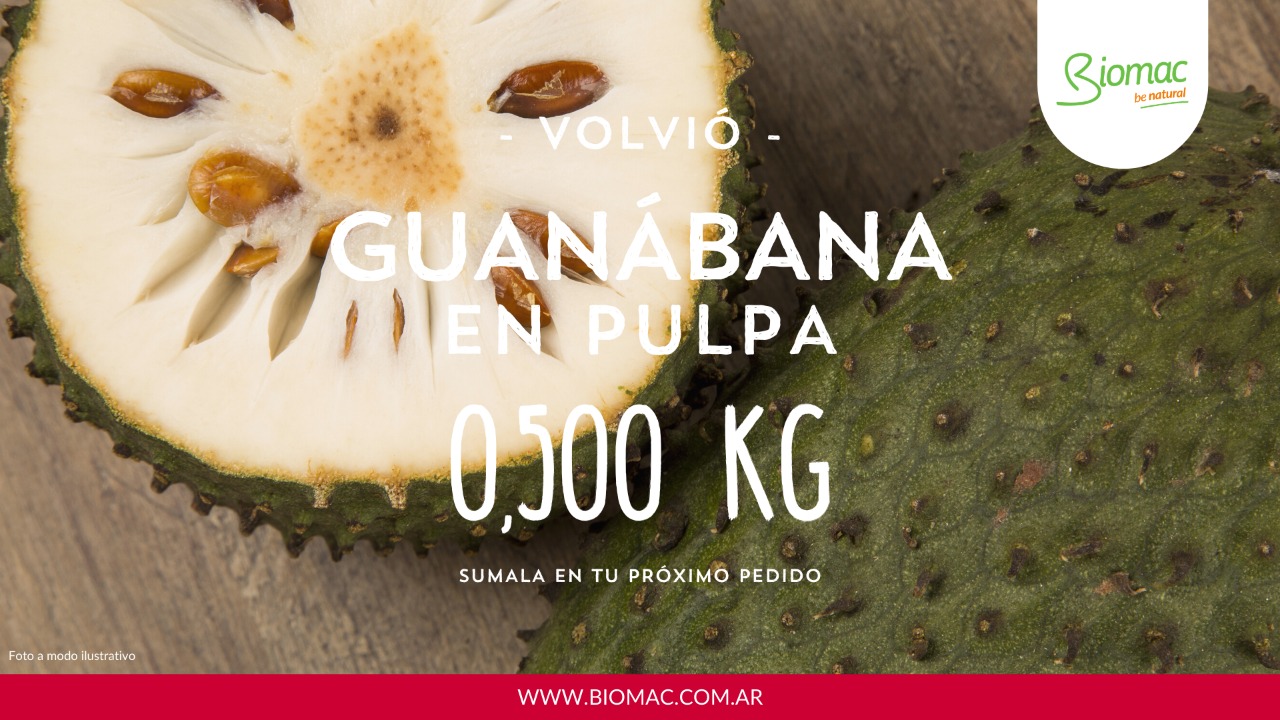 Biomac
be natural
- VOLVIÓ -
GUANÁBANA
EN PULPA
0,500 KG
SUMALA EN TU PRÓXIMO PEDIDO
Foto a modo ilustrativo
WWW.BIOMAC.COM.AR